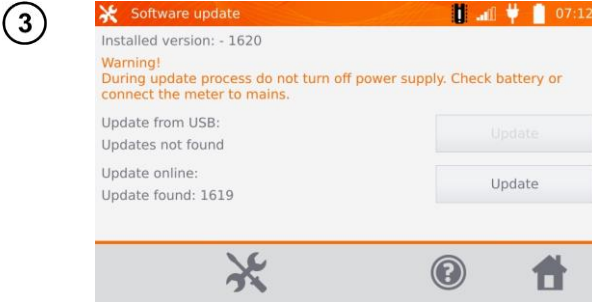 3
Software update
07:12
Installed version: - 1620
Warning!
During update process do not turn off power supply. Check battery or
connect the meter to mains.
Update from USB:
Update
Updates not found
Update online:
Update
Update found: 1619